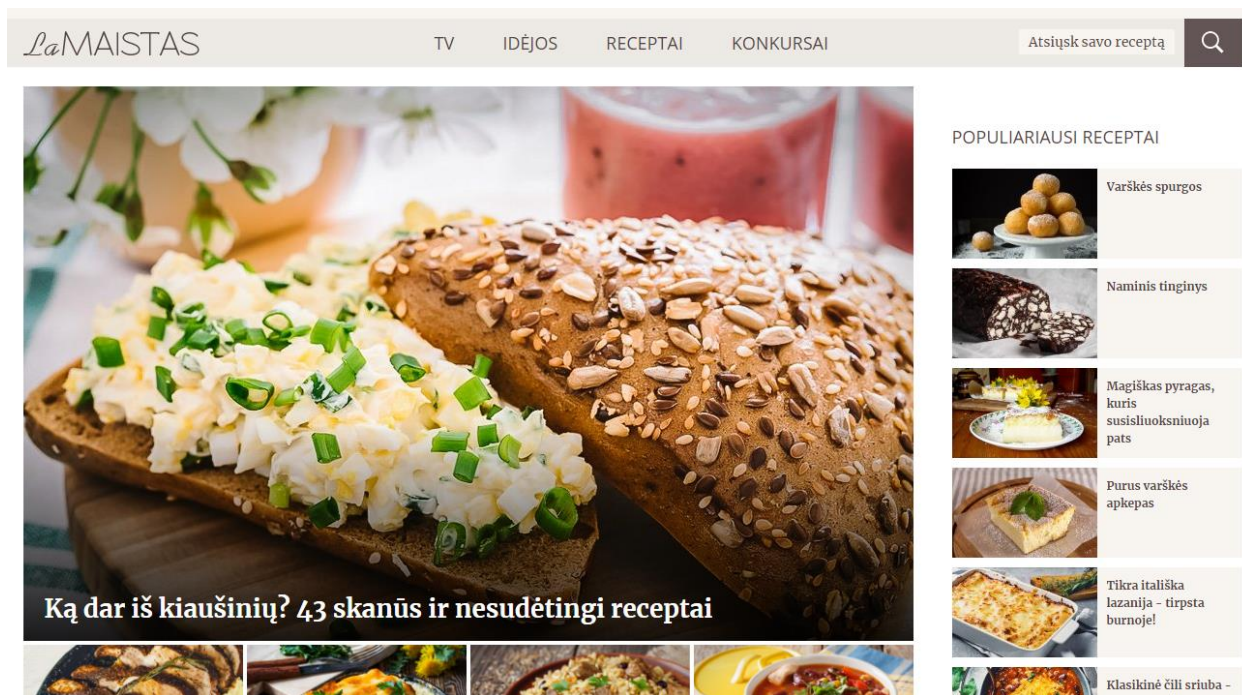 LaMAISTAS
TV
IDĖJOS
RECEPTAI
KONKURSAI
Atsiųsk savo receptą
Ką dar iš kiaušinių? 43 skanūs ir nesudėtingi receptai
POPULIARIAUSI RECEPTAI
Varškės spurgos
Naminis tinginys
Magiškas pyragas,
kuris
susisliuoksniuoja
pats
Purus varškės
apkepas
Tikra itališka
lazanija – tirpsta
burnoje!
Klasikinė čili sriuba –